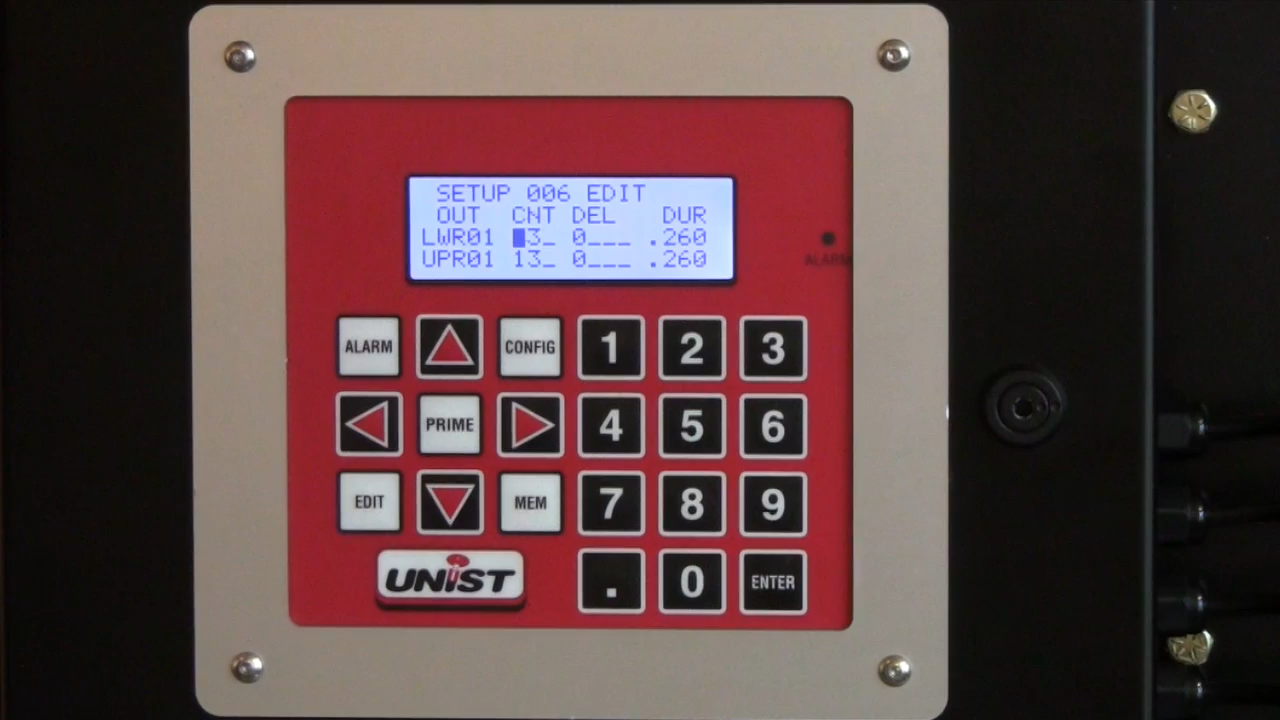 SETUP 006 EDIT
OUT CNT DEL DUR
LWR01 3_ 0___ .260
UPR01 13_ 0___ .260
ALARM
ALARM CONFIG 1 2 3
PRIME 4 5 6
EDIT MEM 7 8 9
UNIST . 0 ENTER